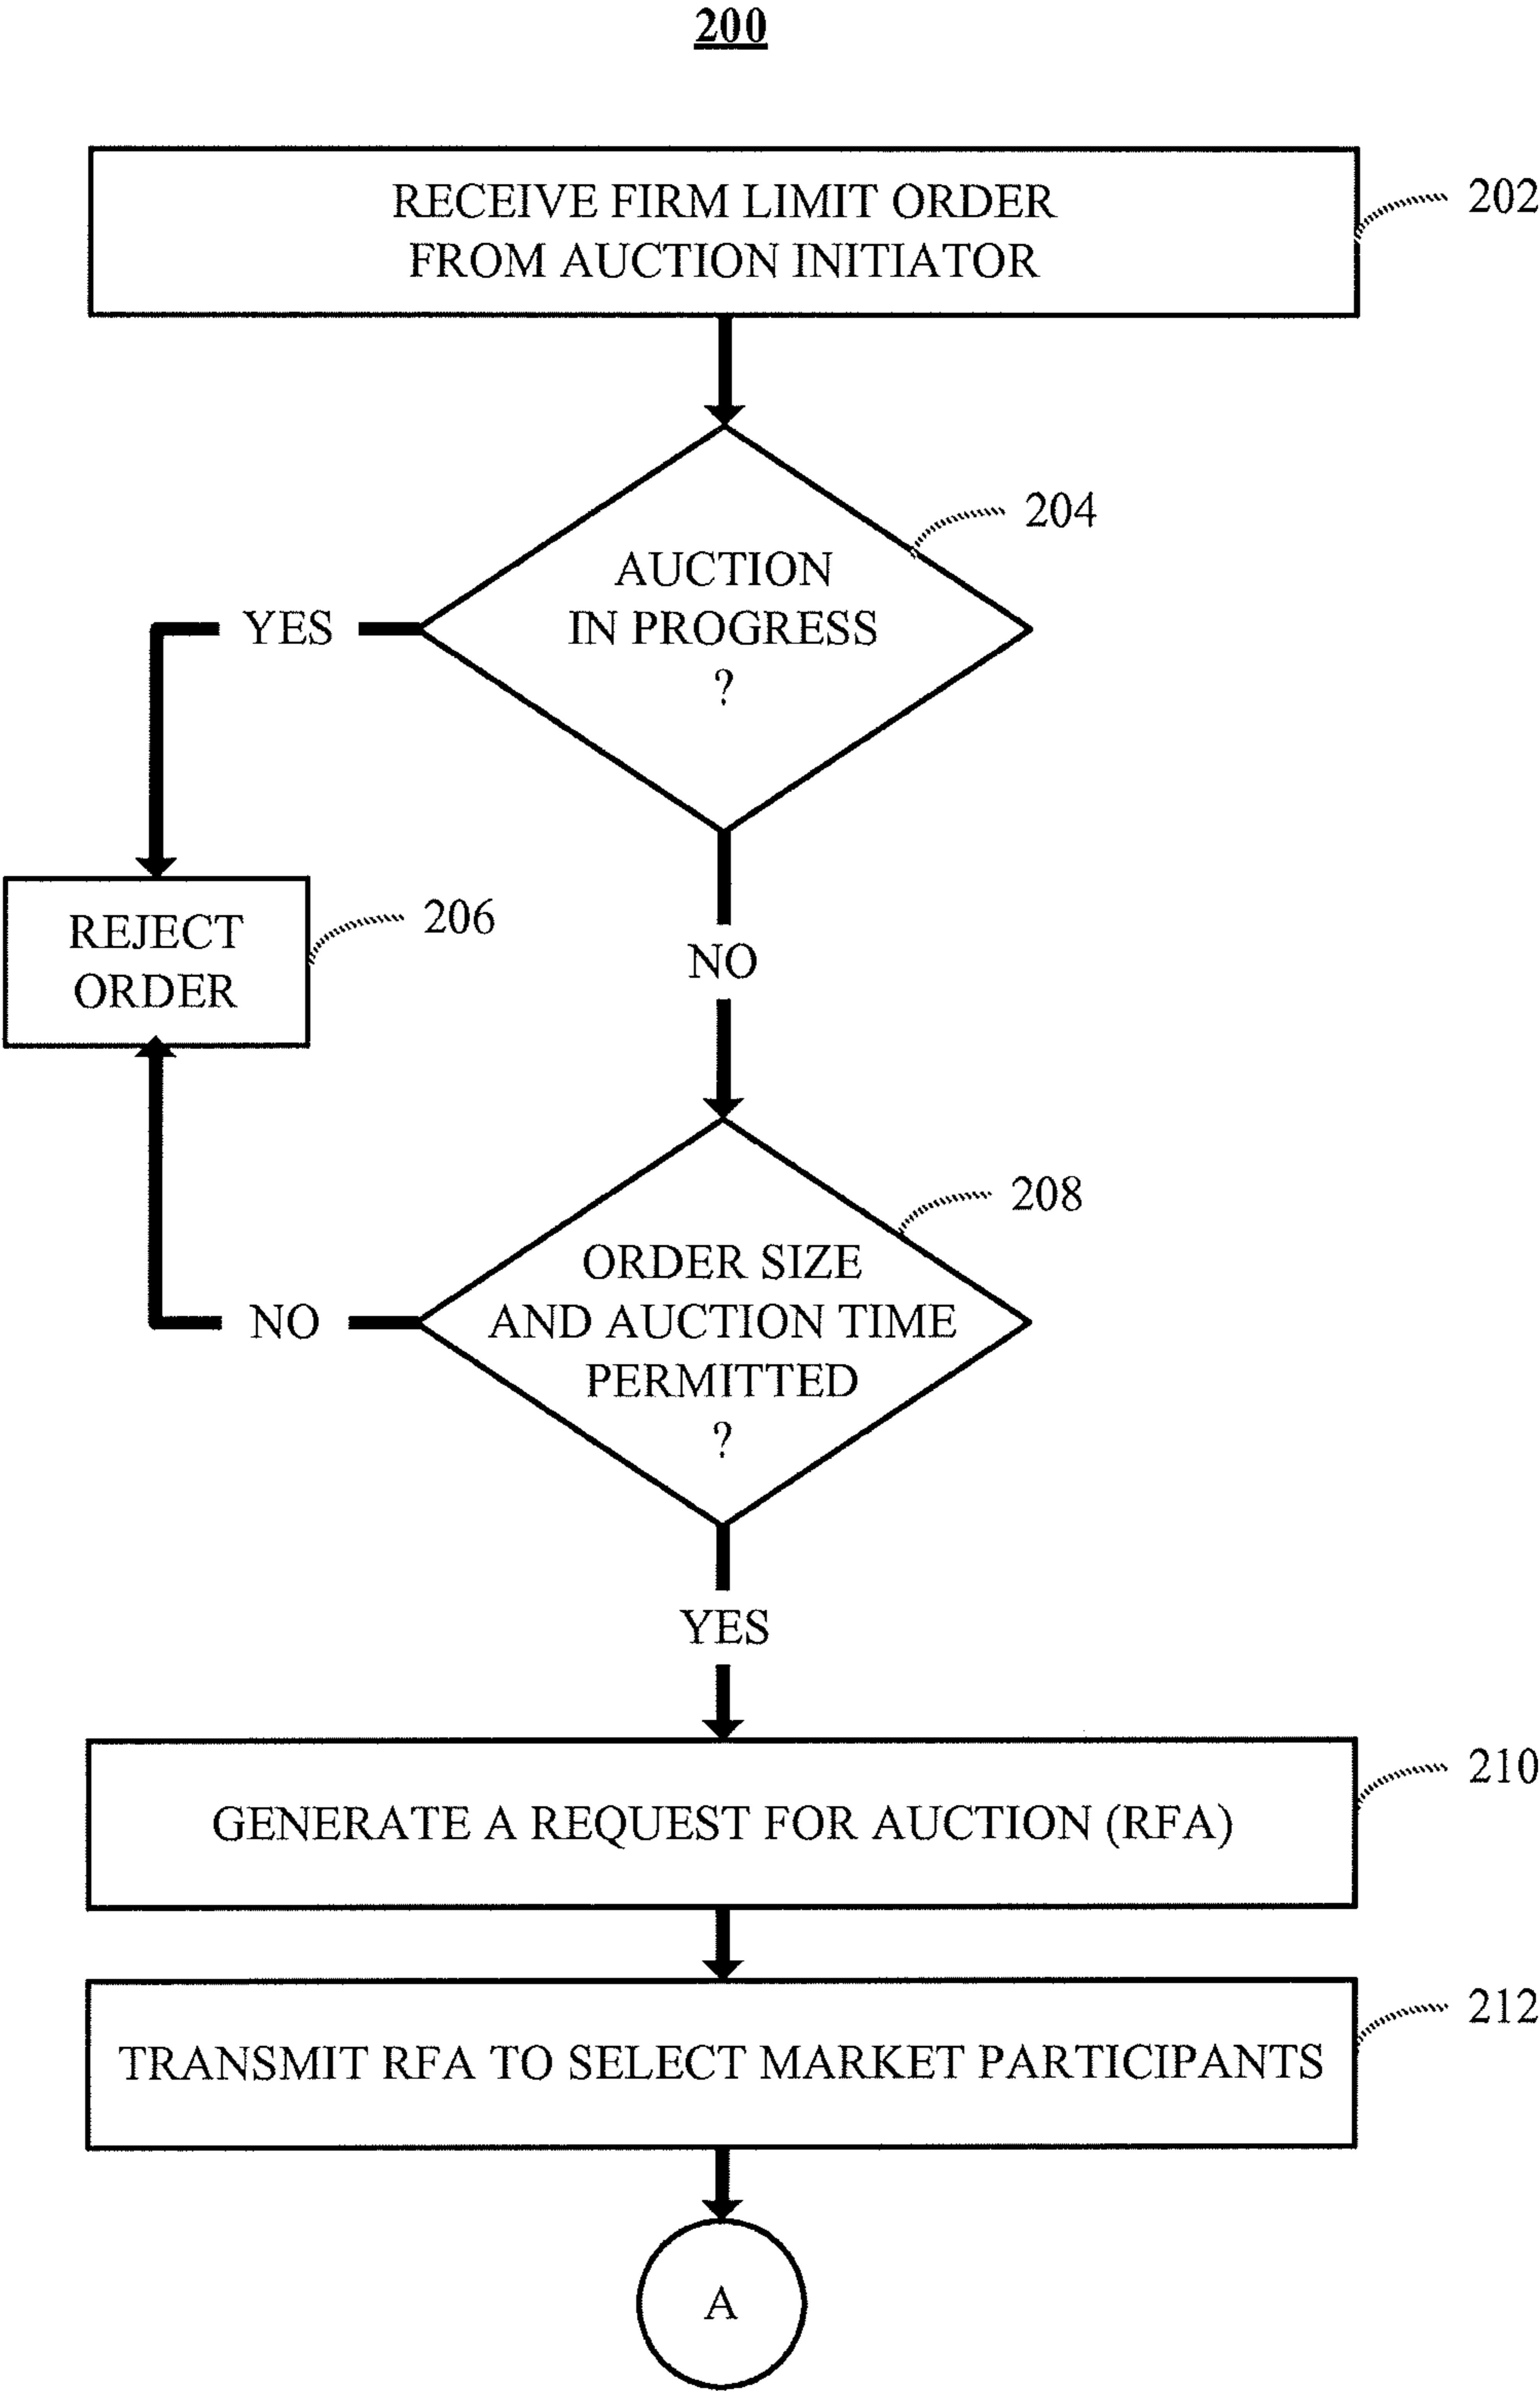 200
RECEIVE FIRM LIMIT ORDER
FROM AUCTION INITIATOR
202
204
AUCTION
IN PROGRESS
?
YES
REJECT
ORDER
206
NO
208
ORDER SIZE
AND AUCTION TIME
PERMITTED
?
NO
YES
210
GENERATE A REQUEST FOR AUCTION (RFA)
212
TRANSMIT RFA TO SELECT MARKET PARTICIPANTS
A